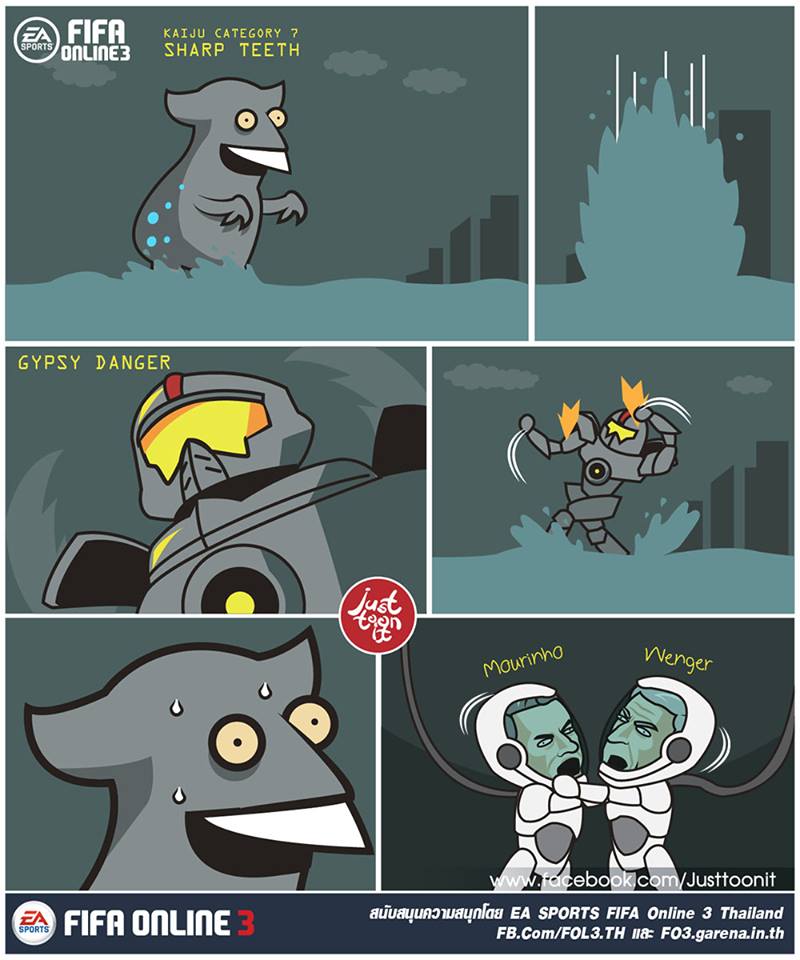 EA SPORTS
FIFA
ONLINE 3
KAIJU CATEGORY 7
SHARP TEETH
GYPSY DANGER
just
toon
it
Mourinho
Wenger
www.facebook.com/Justtoonit
EA SPORTS
FIFA ONLINE 3
สนับสนุนความสนุกโดย EA SPORTS FIFA Online 3 Thailand
FB.Com/FOL3.TH และ FO3.garena.in.th